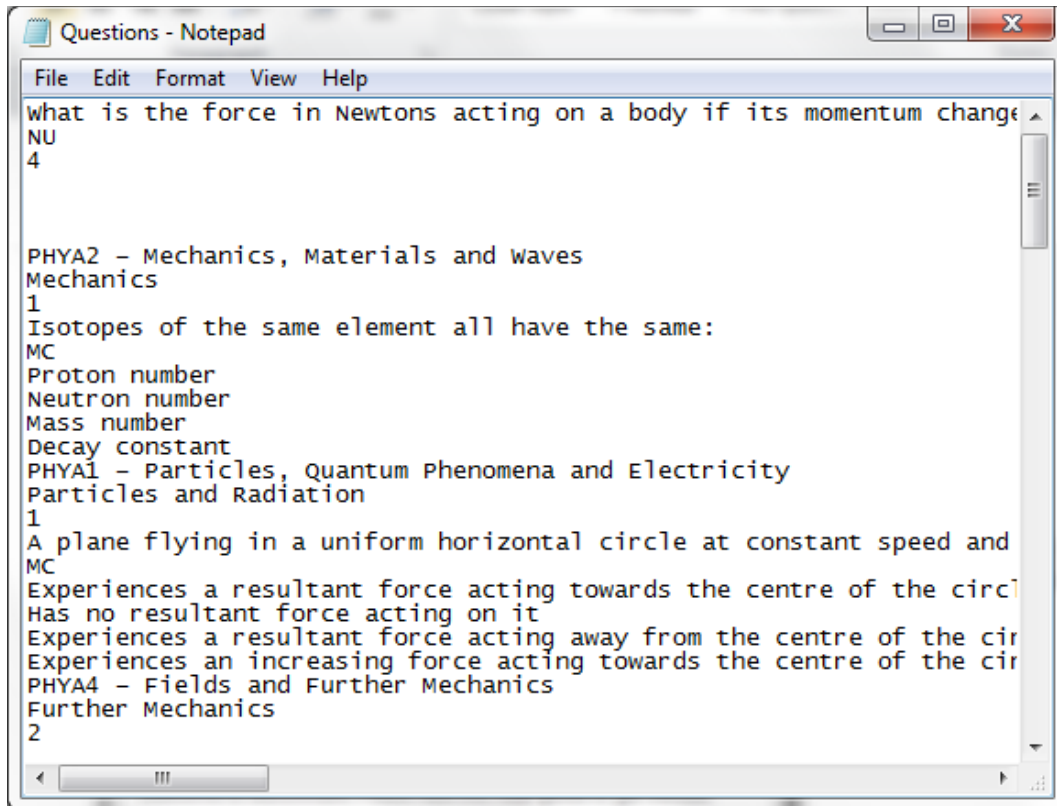 Questions - Notepad
File Edit Format View Help
What is the force in Newtons acting on a body if its momentum change
NU
4
PHYA2 – Mechanics, Materials and Waves
Mechanics
1
Isotopes of the same element all have the same:
MC
Proton number
Neutron number
Mass number
Decay constant
PHYA1 – Particles, Quantum Phenomena and Electricity
Particles and Radiation
1
A plane flying in a uniform horizontal circle at constant speed and
MC
Experiences a resultant force acting towards the centre of the
Has no resultant force acting on it
Experiences a resultant force acting away from the centre of the
Experiences an increasing force acting towards the centre of the
PHYA4 – Fields and Further Mechanics
Further Mechanics
2